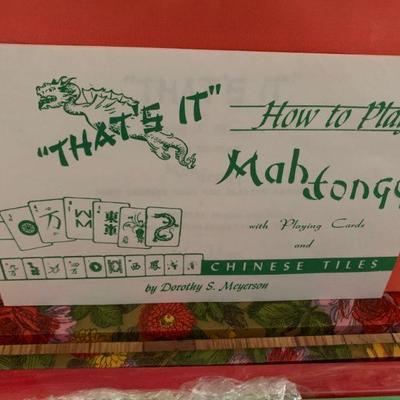 "THAT'S IT"
How to Play
Mah Jongg
with Playing Cards
and
CHINESE TILES
by Dorothy S. Meyerson